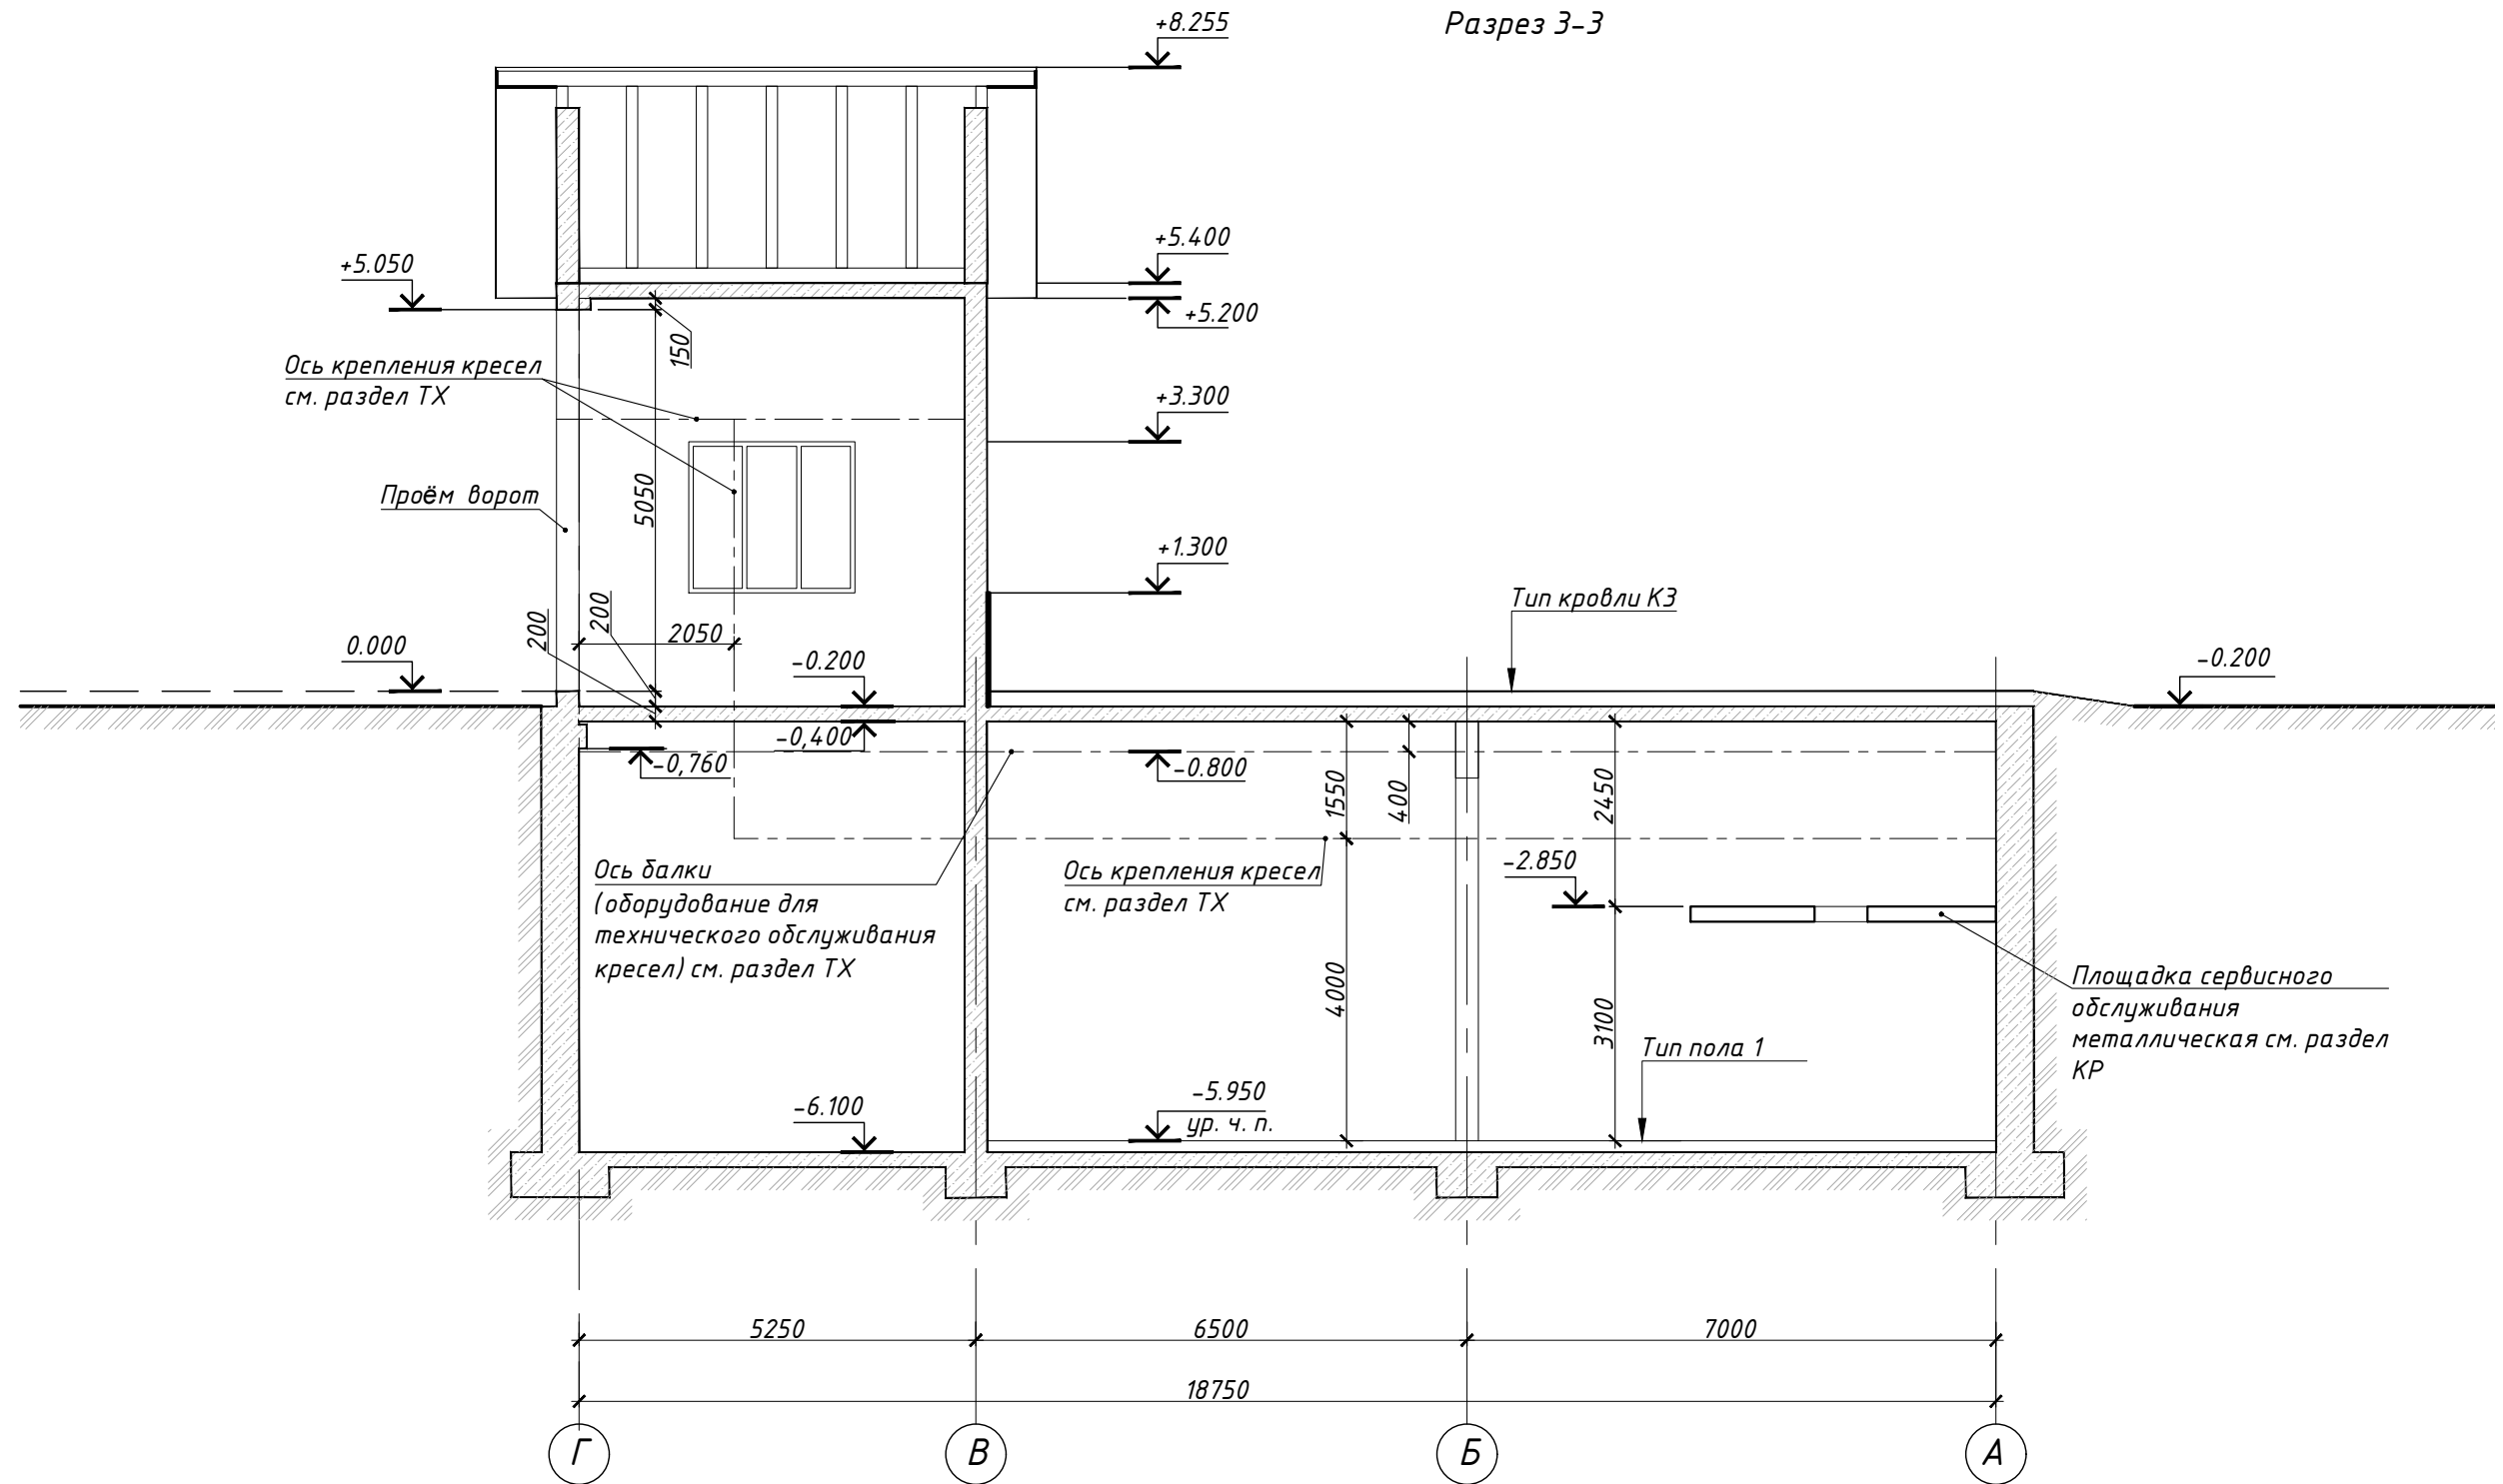 Разрез 3-3
+8.255
+5.400
+5.050
+5.200
150
Ось крепления кресел
см. раздел ТХ
+3.300
Проём ворот
5050
+1.300
Тип кровли К3
200
200
2050
0.000
-0.200
-0.200
-0,400
-0,760
-0.800
1550
400
2450
Ось балки
(оборудование для
технического обслуживания
кресел) см. раздел ТХ
Ось крепления кресел
см. раздел ТХ
-2.850
4000
3100
Площадка сервисного
обслуживания
металлическая см. раздел
КР
Тип пола 1
-6.100
-5.950
ур. ч. п.
5250
6500
7000
18750
Г
В
Б
А